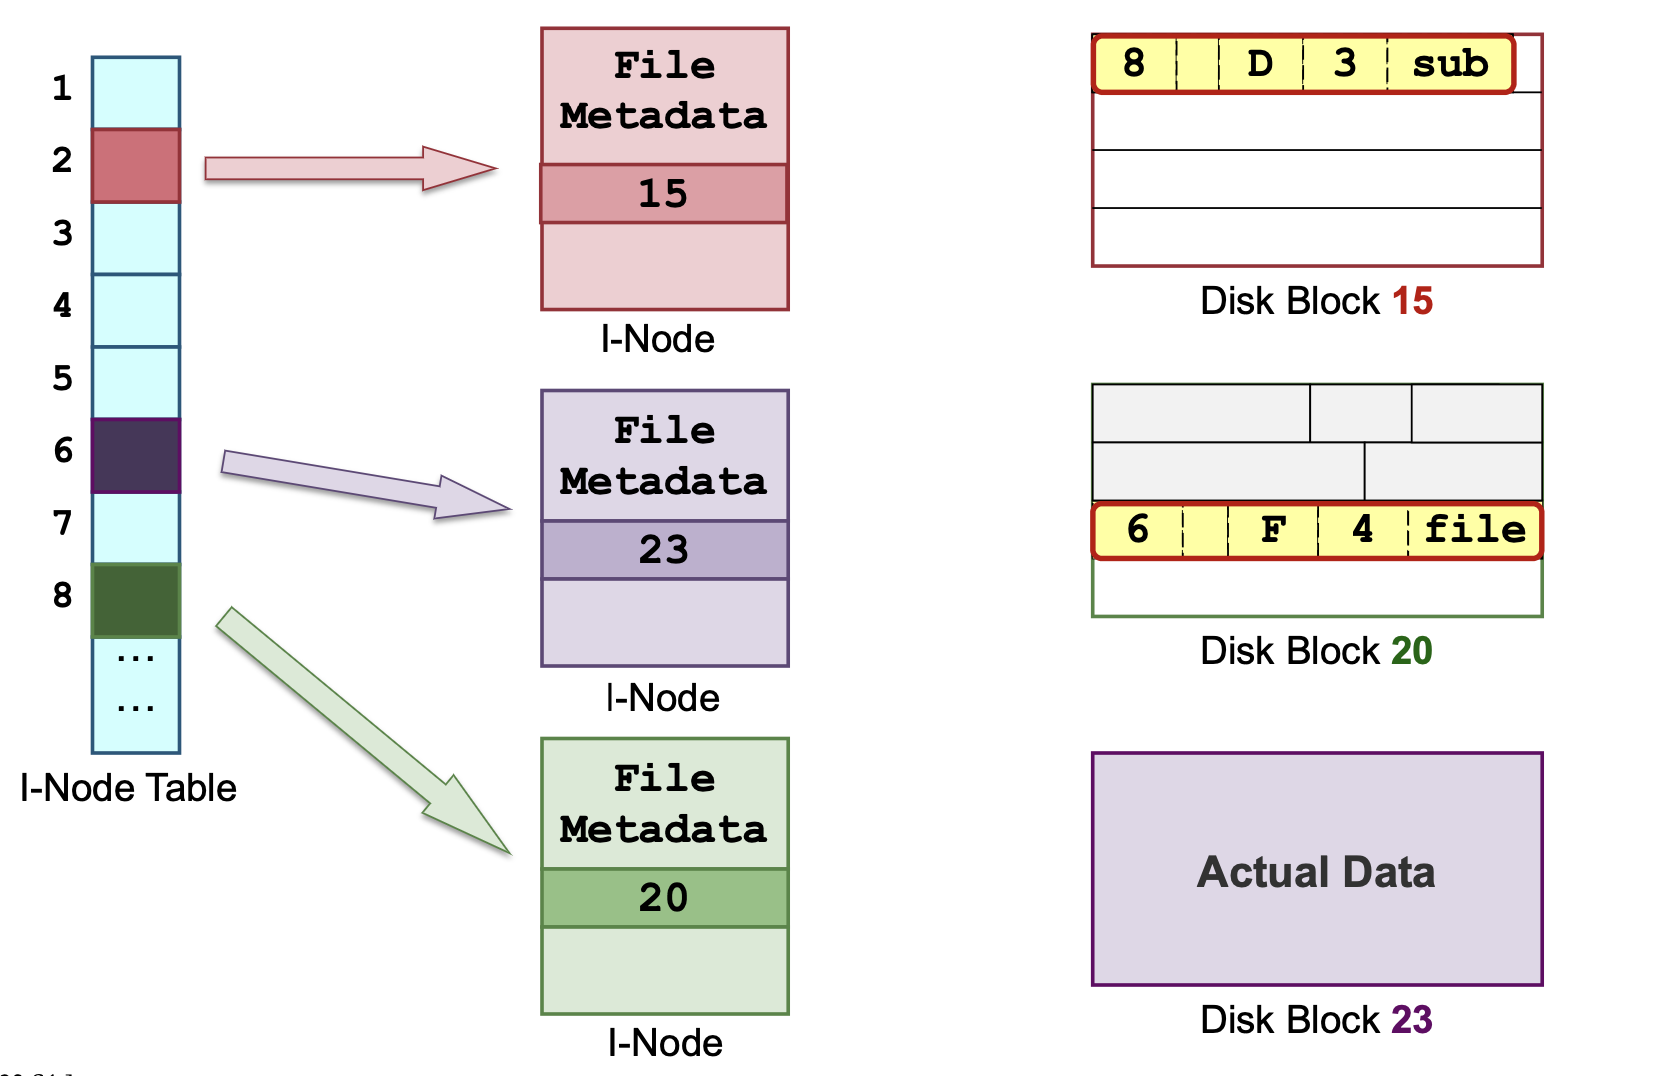 1
2
3
4
5
6
7
8
...
...
I-Node Table
File
Metadata
15
I-Node
File
Metadata
23
I-Node
File
Metadata
20
I-Node
8 D 3 sub
Disk Block 15
6 F 4 file
Disk Block 20
Actual Data
Disk Block 23